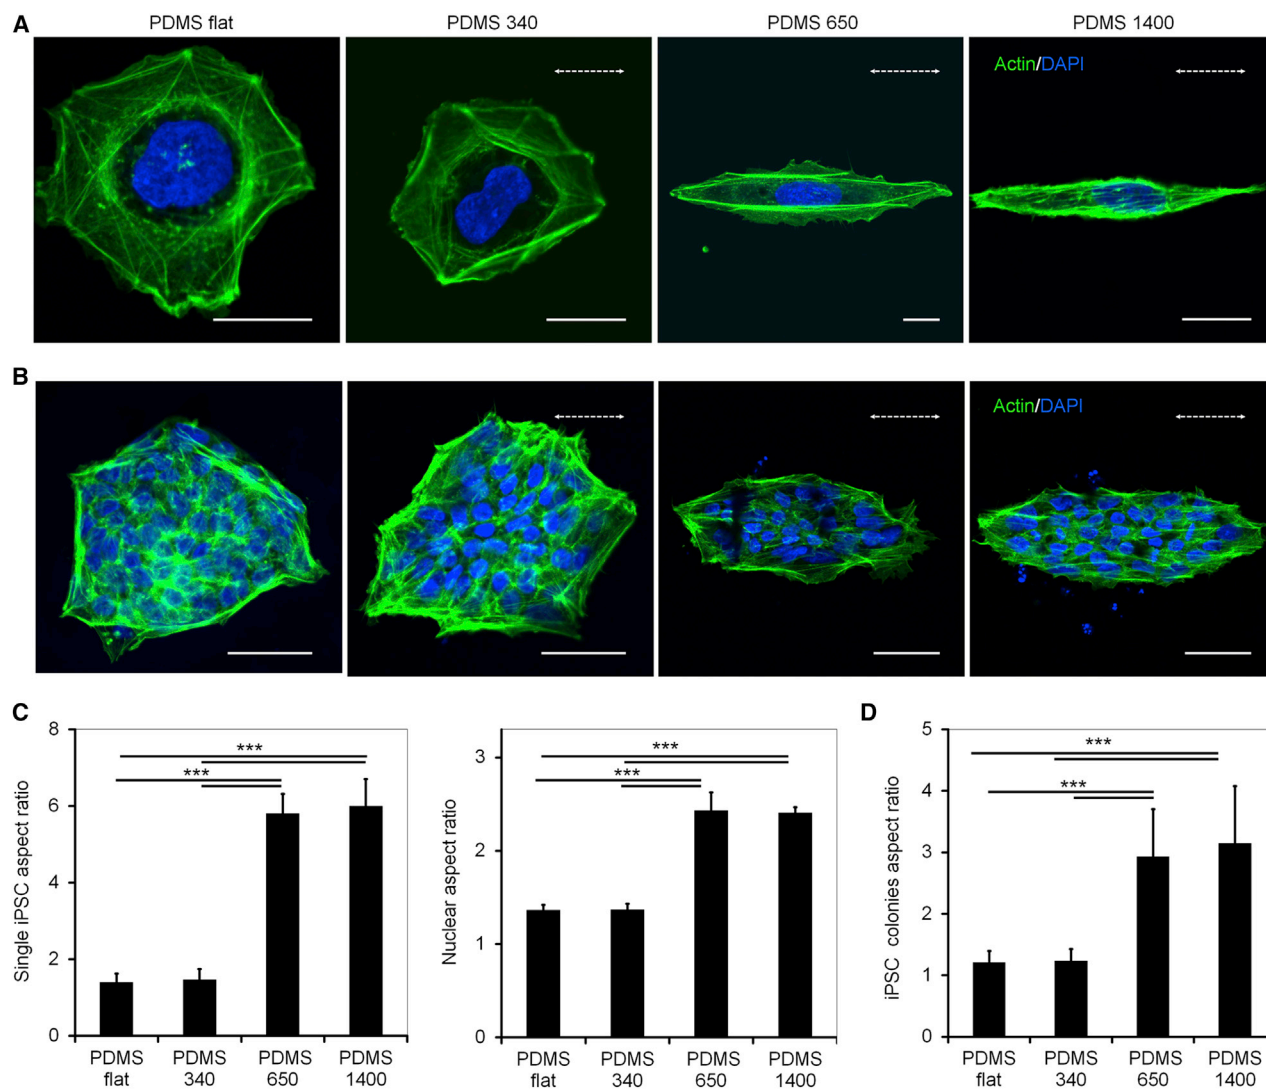 A
PDMS flat
PDMS 340
PDMS 650
PDMS 1400
Actin/DAPI
B
Actin/DAPI
C
Single iPSC aspect ratio
8
6
4
2
0
***
***
PDMS flat
PDMS 340
PDMS 650
PDMS 1400
Nuclear aspect ratio
3
2
1
0
***
***
PDMS flat
PDMS 340
PDMS 650
PDMS 1400
D
iPSC colonies aspect ratio
5
4
3
2
1
0
***
***
PDMS flat
PDMS 340
PDMS 650
PDMS 1400